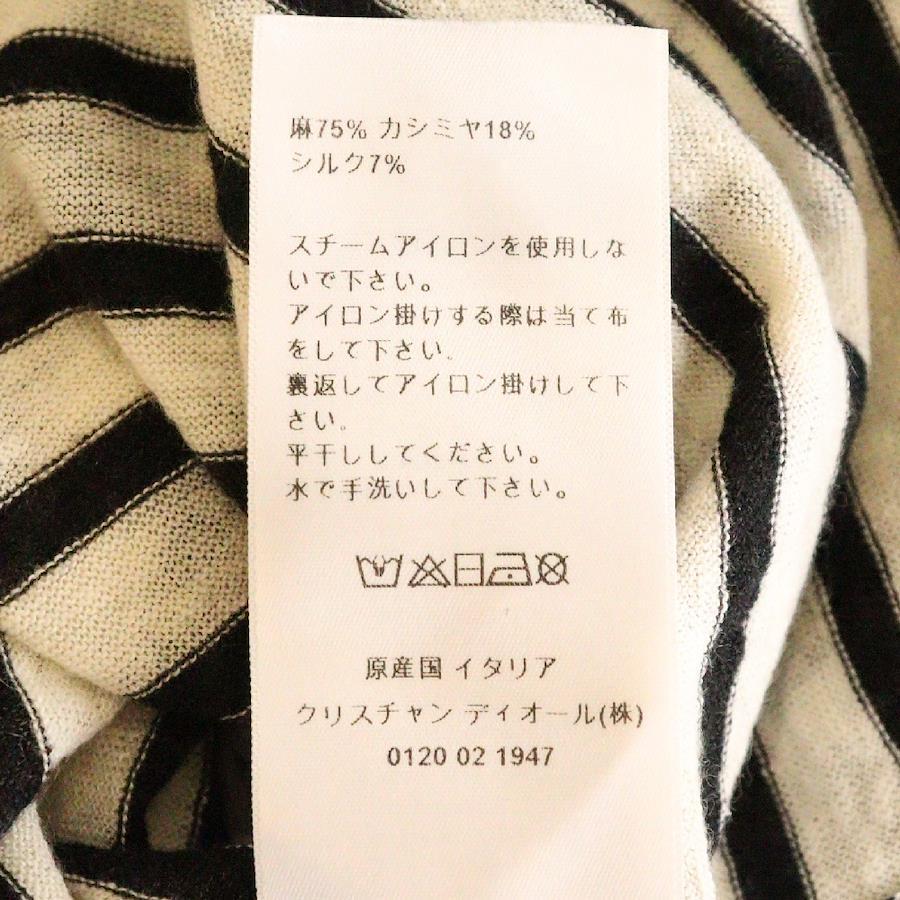 麻75% カシミヤ18%
シルク7%
スチームアイロンを使用しな
いで下さい。
アイロン掛けする際は当て布
をして下さい。
裏返してアイロン掛けして下
さい。
平干ししてください。
水で手洗いして下さい。
原産国 イタリア
クリスチャン ディオール(株)
0120 02 1947